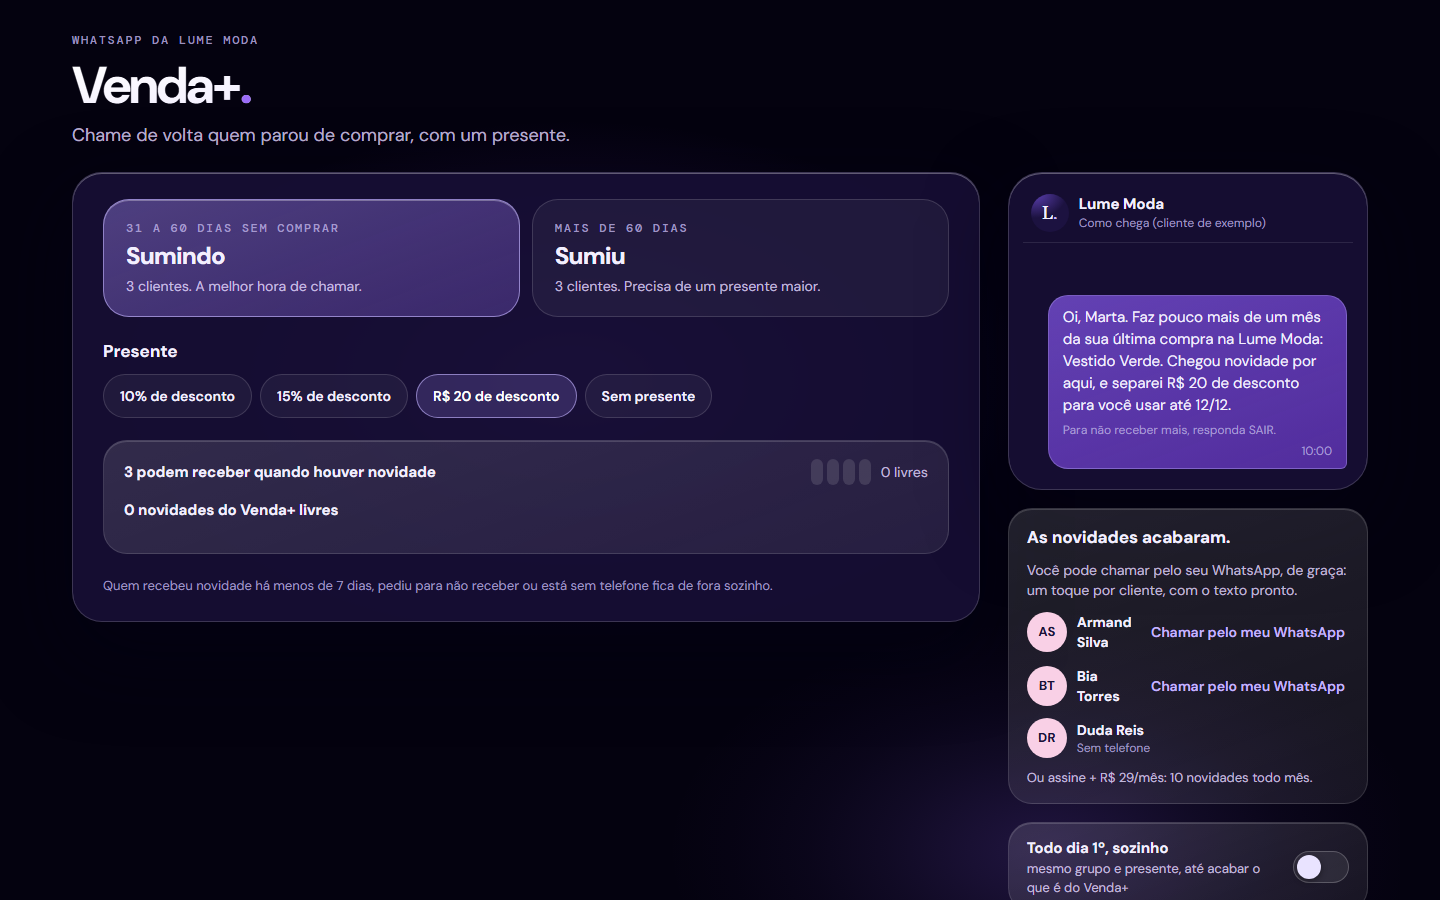 WHATSAPP DA LUME MODA
Venda+.
Chame de volta quem parou de comprar, com um presente.
31 A 60 DIAS SEM COMPRAR
Sumindo
3 clientes. A melhor hora de chamar.
MAIS DE 60 DIAS
Sumiu
3 clientes. Precisa de um presente maior.
Presente
10% de desconto
15% de desconto
R$ 20 de desconto
Sem presente
3 podem receber quando houver novidade
0 livres
0 novidades do Venda+ livres
Quem recebeu novidade há menos de 7 dias, pediu para não receber ou está sem telefone fica de fora sozinho.
L.
Lume Moda
Como chega (cliente de exemplo)
Oi, Marta. Faz pouco mais de um mês
da sua última compra na Lume Moda:
Vestido Verde. Chegou novidade por
aqui, e separei R$ 20 de desconto
para você usar até 12/12.
Para não receber mais, responda SAIR.
10:00
As novidades acabaram.
Você pode chamar pelo seu WhatsApp, de graça:
um toque por cliente, com o texto pronto.
AS
Armand
Silva
Chamar pelo meu WhatsApp
BT
Bia
Torres
Chamar pelo meu WhatsApp
DR
Duda Reis
Sem telefone
Ou assine + R$ 29/mês: 10 novidades todo mês.
Todo dia 1º, sozinho
mesmo grupo e presente, até acabar o
que é do Venda+